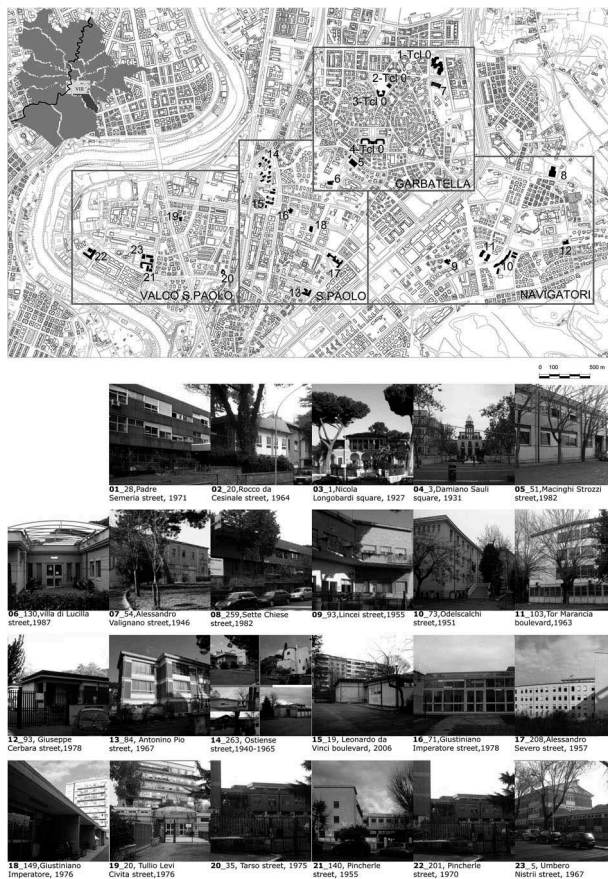 VIII
1-Tcl 0
2-Tcl 0
7
3-Tcl 0
4-Tcl 0
5
6
GARBATELLA
14
15
16
18
8
17
13
S.PAOLO
19
22
23
21
20
VALCO S.PAOLO
9
11
10
12
NAVIGATORI
0 100 500 m
01_28,Padre
Semeria street, 1971
02_20,Rocco da
Cesinale street, 1964
03_1,Nicola
Longobardi square, 1927
04_3,Damiano Sauli
square, 1931
05_51,Macinghi Strozzi
street,1982
06_130,villa di Lucilla
street,1987
07_54,Alessandro
Valignano street,1946
08_259,Sette Chiese
street,1982
09_93,Lincei street,1955
10_73,Odelscalchi
street,1951
11_103,Tor Marancia
boulevard,1963
12_93, Giuseppe
Cerbara street,1978
13_84, Antonino Pio
street, 1967
14_263, Ostiense
street,1940-1965
15_19, Leonardo da
Vinci boulevard, 2006
16_71,Giustiniano
Imperatore street,1978
17_208,Alessandro
Severo street, 1957
18_149,Giustiniano
Imperatore, 1976
19_20, Tullio Levi
Civita street,1976
20_35, Tarso street, 1975
21_140, Pincherle
street, 1955
22_201, Pincherle
street, 1970
23_5, Umbero
Nistrii street, 1967